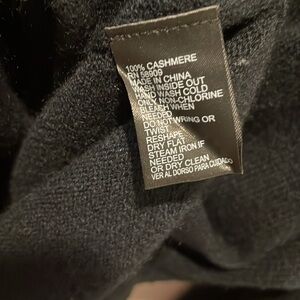 100% CASHMERE
RN 58909
MADE IN CHINA
WASH INSIDE OUT
HAND WASH COLD
ONLY NON-CHLORINE
BLEACH WHEN
NEEDED
DO NOT WRING OR
TWIST
RESHAPE
DRY FLAT
STEAM IRON IF
NEEDED
OR DRY CLEAN
VER AL DORSO PARA CUIDADO